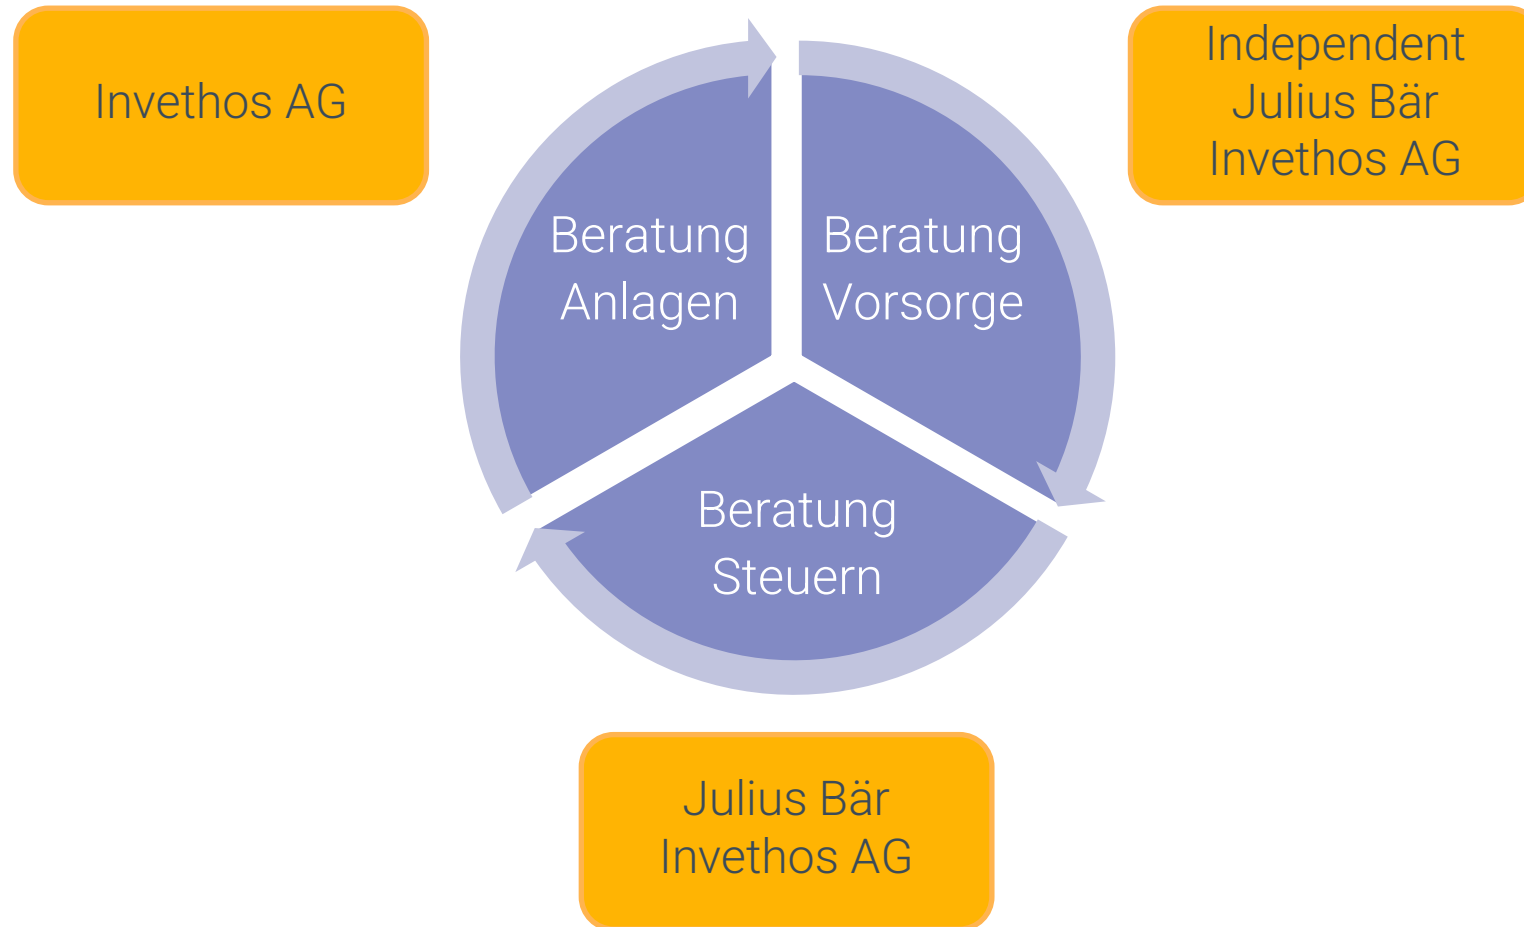 Invethos AG
Independent
Julius Bär
Invethos AG
Beratung
Anlagen
Beratung
Vorsorge
Beratung
Steuern
Julius Bär
Invethos AG